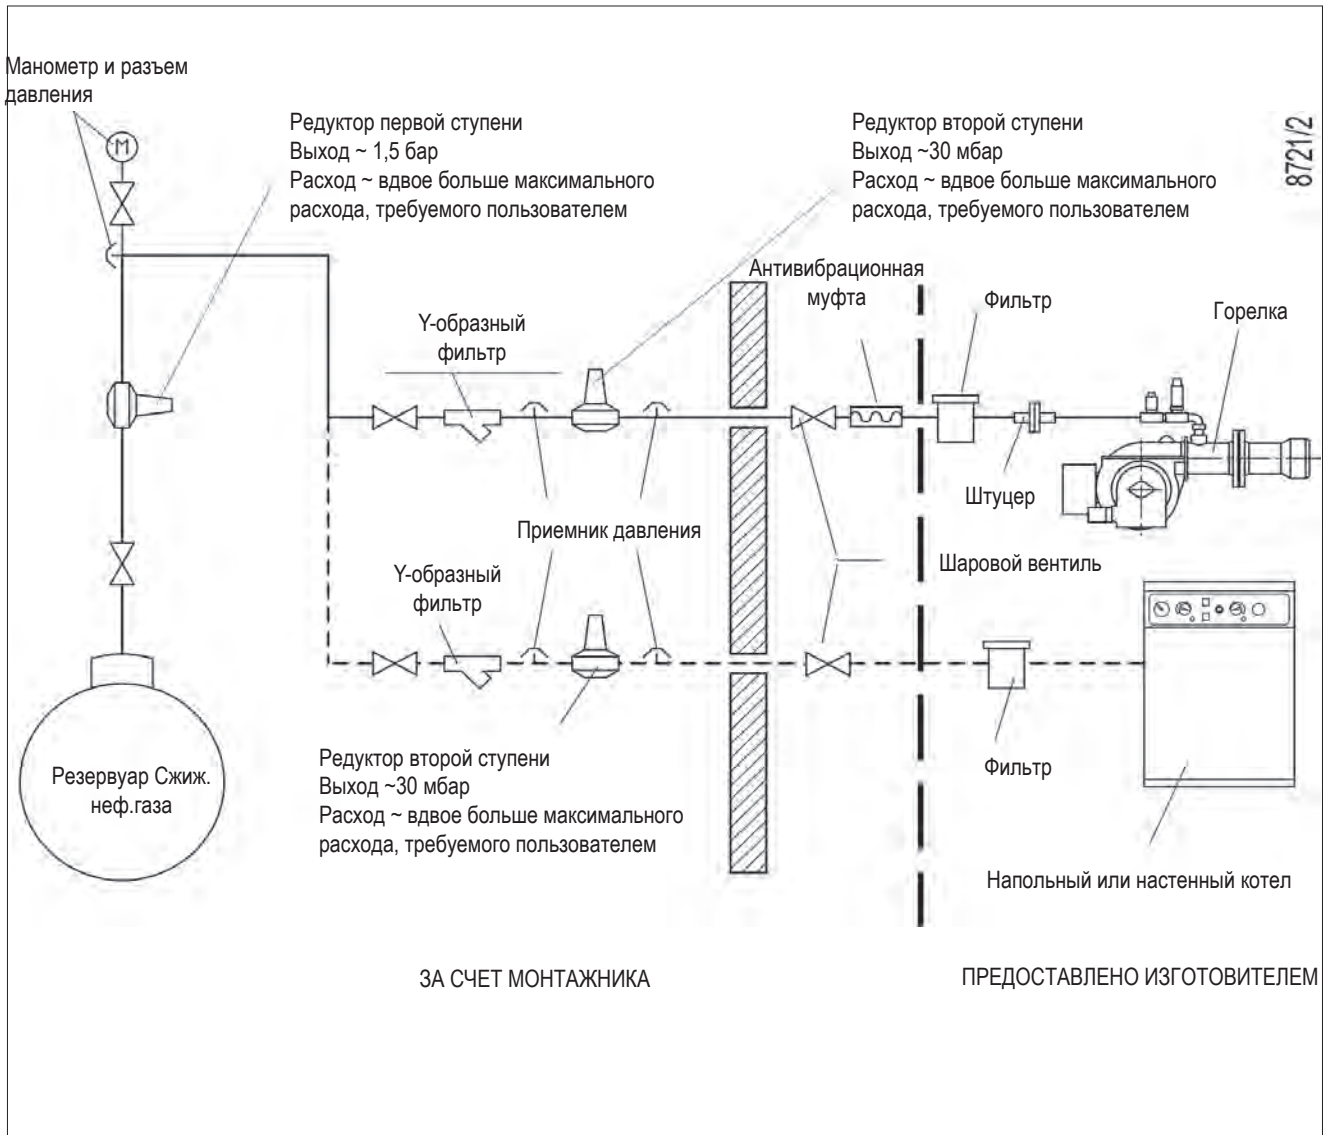 Манометр и разъем
давления
M
Редуктор первой ступени
Выход ~ 1,5 бар
Расход ~ вдвое больше максимального
расхода, требуемого пользователем
Редуктор второй ступени
Выход ~30 мбар
Расход ~ вдвое больше максимального
расхода, требуемого пользователем
8721/2
Антивибрационная
муфта
Фильтр
Горелка
Y-образный
фильтр
Штуцер
Приемник давления
Шаровой вентиль
Y-образный
фильтр
Резервуар Сжиж.
неф.газа
Редуктор второй ступени
Выход ~30 мбар
Расход ~ вдвое больше максимального
расхода, требуемого пользователем
Фильтр
Напольный или настенный котел
ЗА СЧЕТ МОНТАЖНИКА
ПРЕДОСТАВЛЕНО ИЗГОТОВИТЕЛЕМ